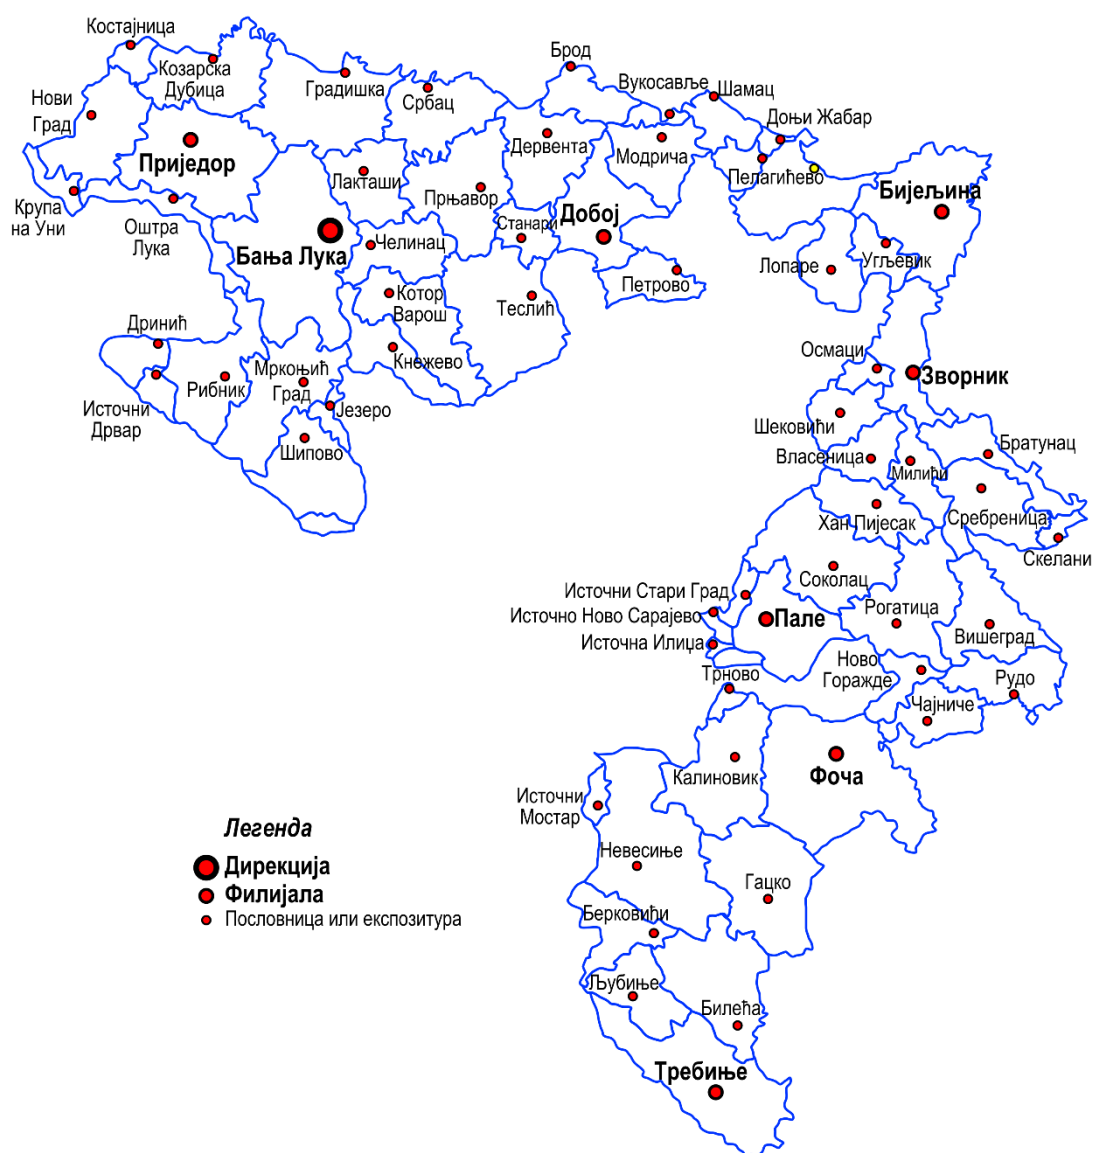 Костајница
Козарска
Дубица
Градишка
Србац
Брод
Вукосавље
Шамац
Доњи Жабар
Нови
Град
Приједор
Лакташи
Прњавор
Дервента
Модрича
Пелагићево
Бијељина
Крупа
на Уни
Оштра
Лука
Бања Лука
Челинац
Станари
Добој
Петрово
Лопаре
Угљевик
Котор
Варош
Теслић
Дринић
Кнежево
Мркоњић
Град
Рибник
Источни
Дрвар
Језеро
Шипово
Осмаци
Зворник
Шековићи
Власеница
Милићи
Братунац
Хан Пијесак
Сребреница
Скелани
Соколац
Источни Стари Град
Источно Ново Сарајево
Источна Илиџа
Пале
Рогатица
Вишеград
Трново
Ново
Горажде
Рудо
Чајниче
Калиновик
Фоча
Источни
Мостар
Невесиње
Гацко
Берковићи
Љубиње
Билећа
Требиње
Легенда
Дирекција
Филијала
Пословница или експозитура